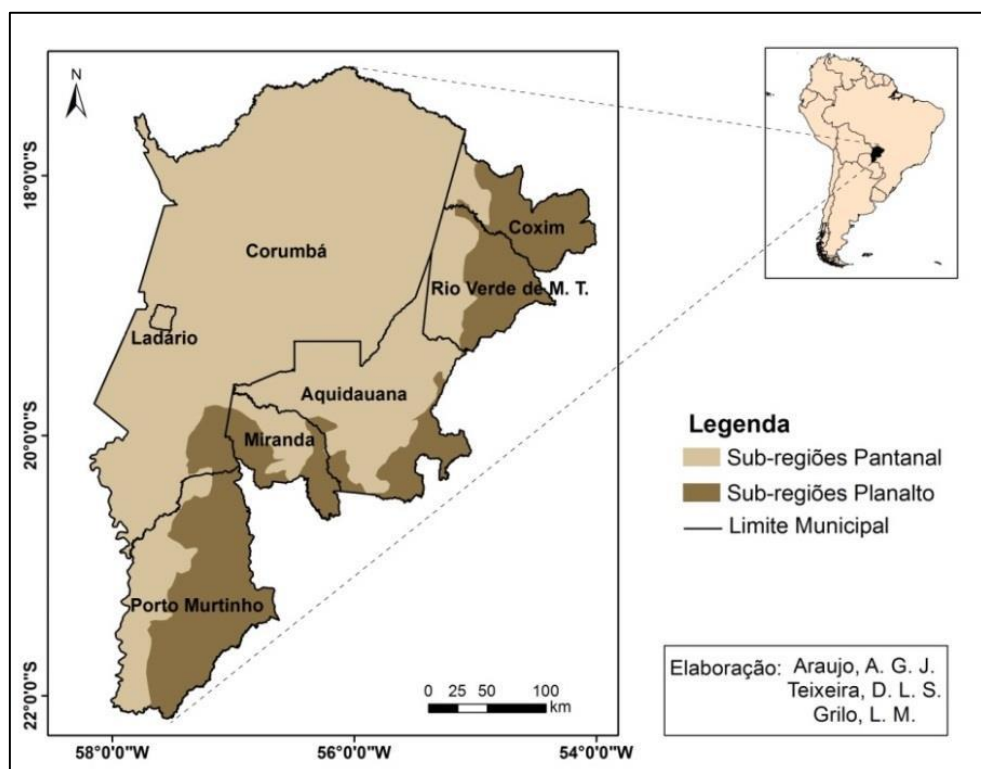 N
18°0'0"S
20°0'0"S
22°0'0"S
Corumbá
Coxim
Rio Verde de M. T.
Ladário
Aquidauana
Miranda
Porto Murtinho
0 25 50 100
km
58°0'0"W 56°0'0"W 54°0'0"W
Legenda
Sub-regiões Pantanal
Sub-regiões Planalto
Limite Municipal
Elaboração: Araujo, A. G. J.
Teixeira, D. L. S.
Grilo, L. M.